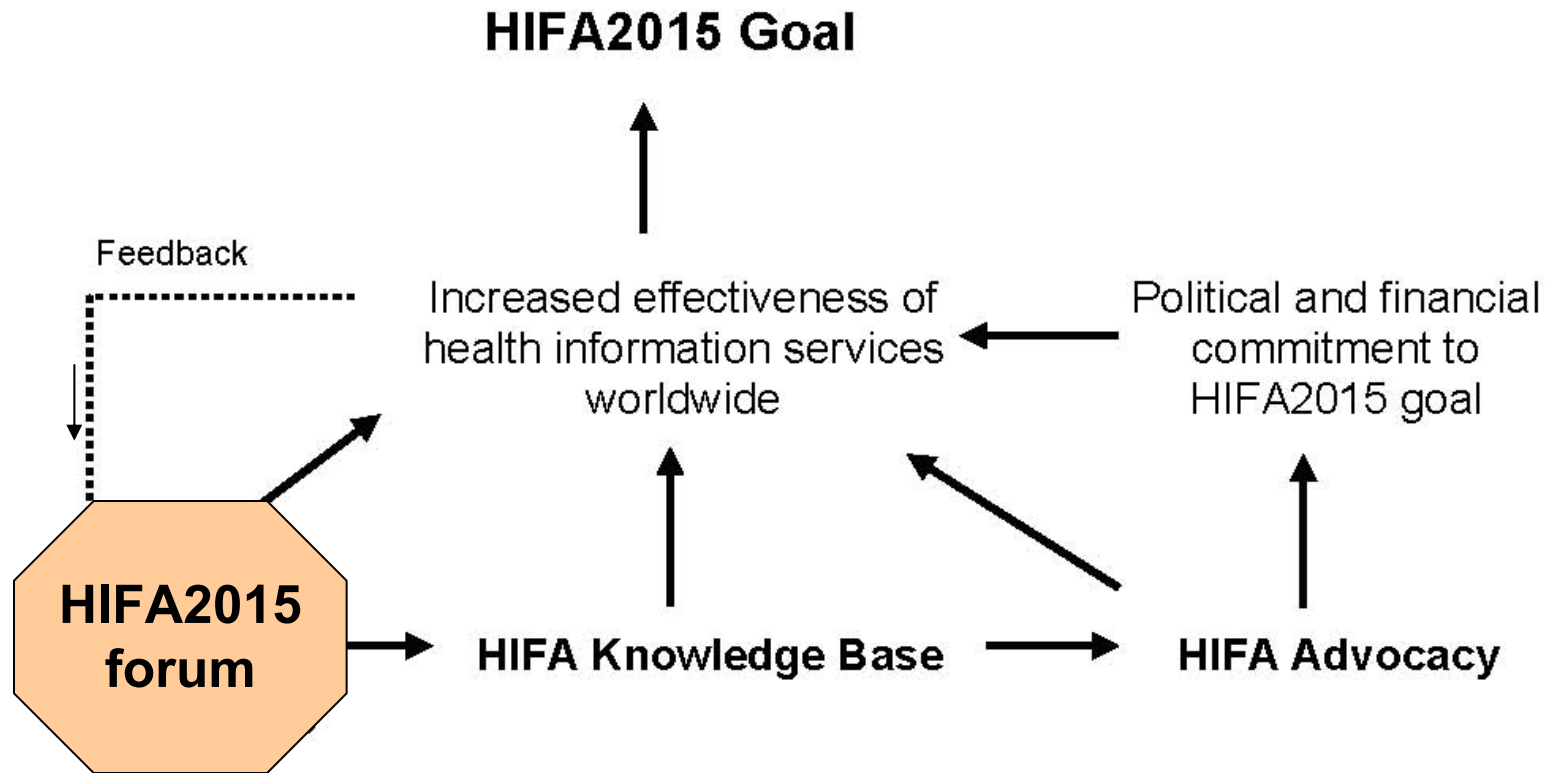 HIFA2015 Goal
Feedback
Increased effectiveness of
health information services
worldwide
Political and financial
commitment to
HIFA2015 goal
HIFA2015
forum
HIFA Knowledge Base
HIFA Advocacy